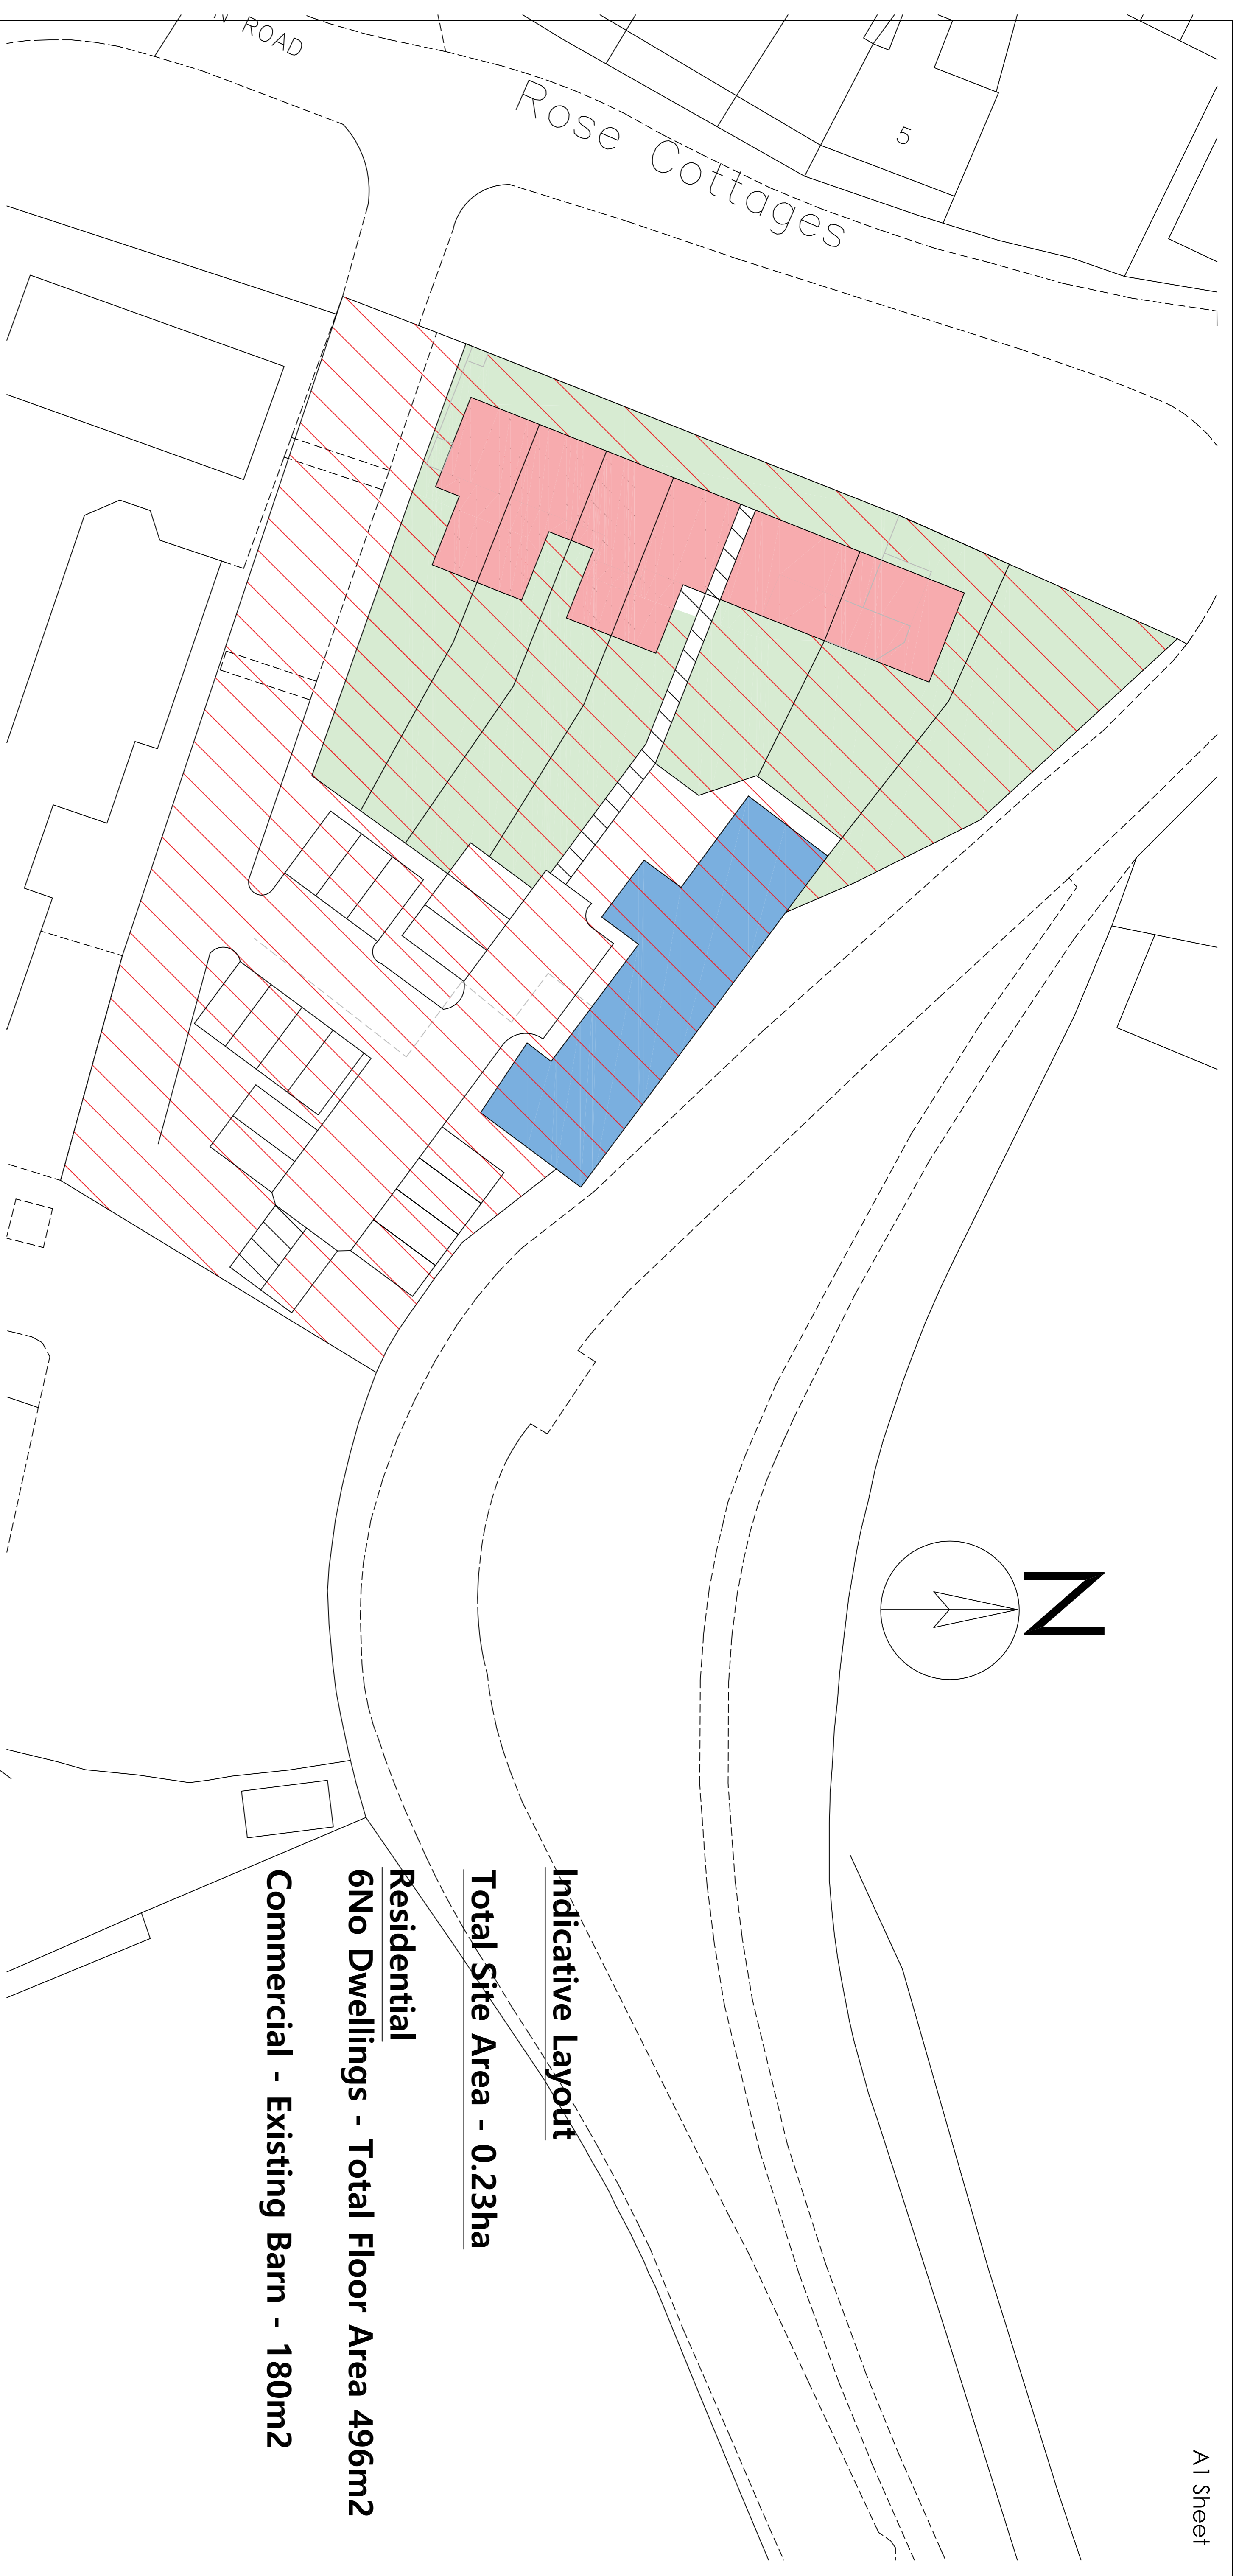 ROAD
Rose Cottages
5
N
Indicative Layout
Total Site Area - 0.23ha
Residential
6No Dwellings - Total Floor Area 496m2
Commercial - Existing Barn - 180m2
A1 Sheet